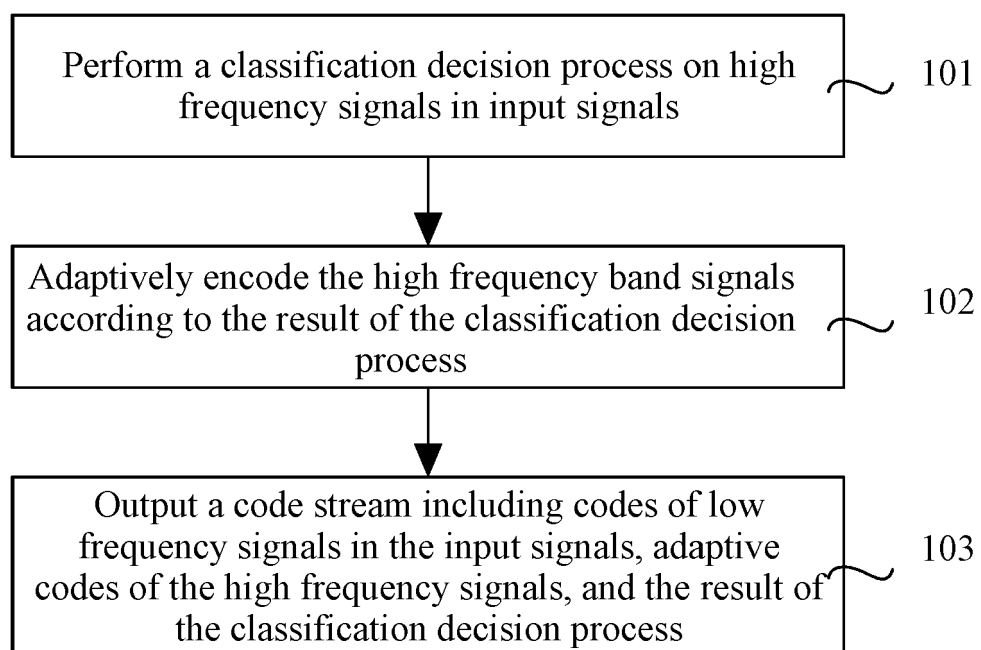 Perform a classification decision process on high
frequency signals in input signals
101
Adaptively encode the high frequency band signals
according to the result of the classification decision
process
102
Output a code stream including codes of low
frequency signals in the input signals, adaptive
codes of the high frequency signals, and the result of
the classification decision process
103